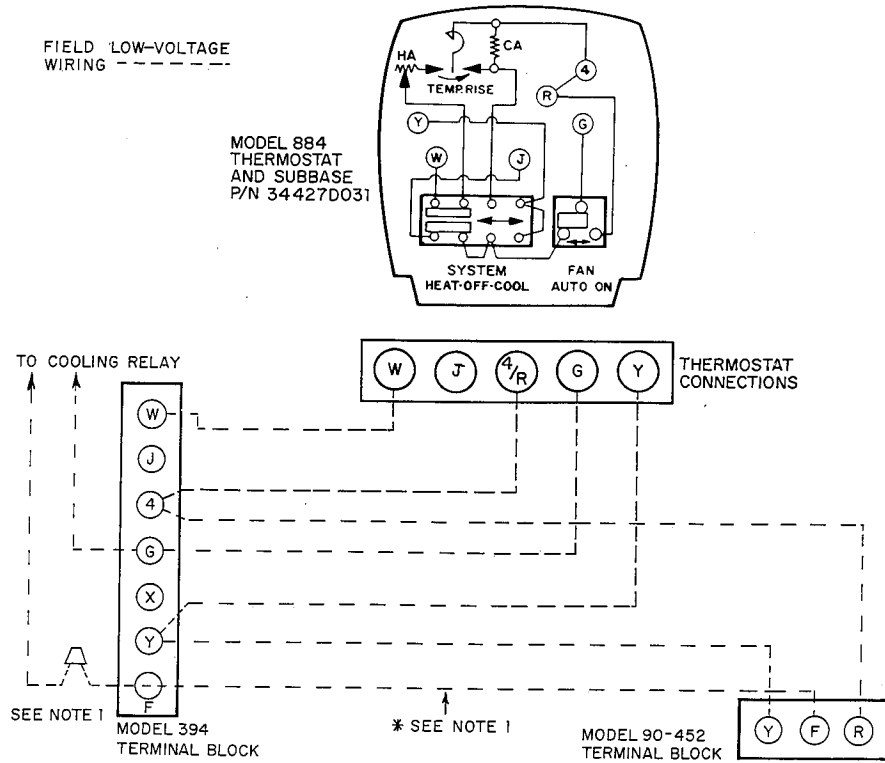 FIELD LOW-VOLTAGE
WIRING
HA
CA
TEMP. RISE
4
R
Y
G
W
J
MODEL 884
THERMOSTAT
AND SUBBASE
P/N 34427D031
SYSTEM
HEAT-OFF-COOL
FAN
AUTO ON
TO COOLING RELAY
W
J
4/R
G
Y
THERMOSTAT
CONNECTIONS
W
J
4
G
X
Y
F
SEE NOTE 1
MODEL 394
TERMINAL BLOCK
* SEE NOTE 1
MODEL 90-452
TERMINAL BLOCK
Y
F
R